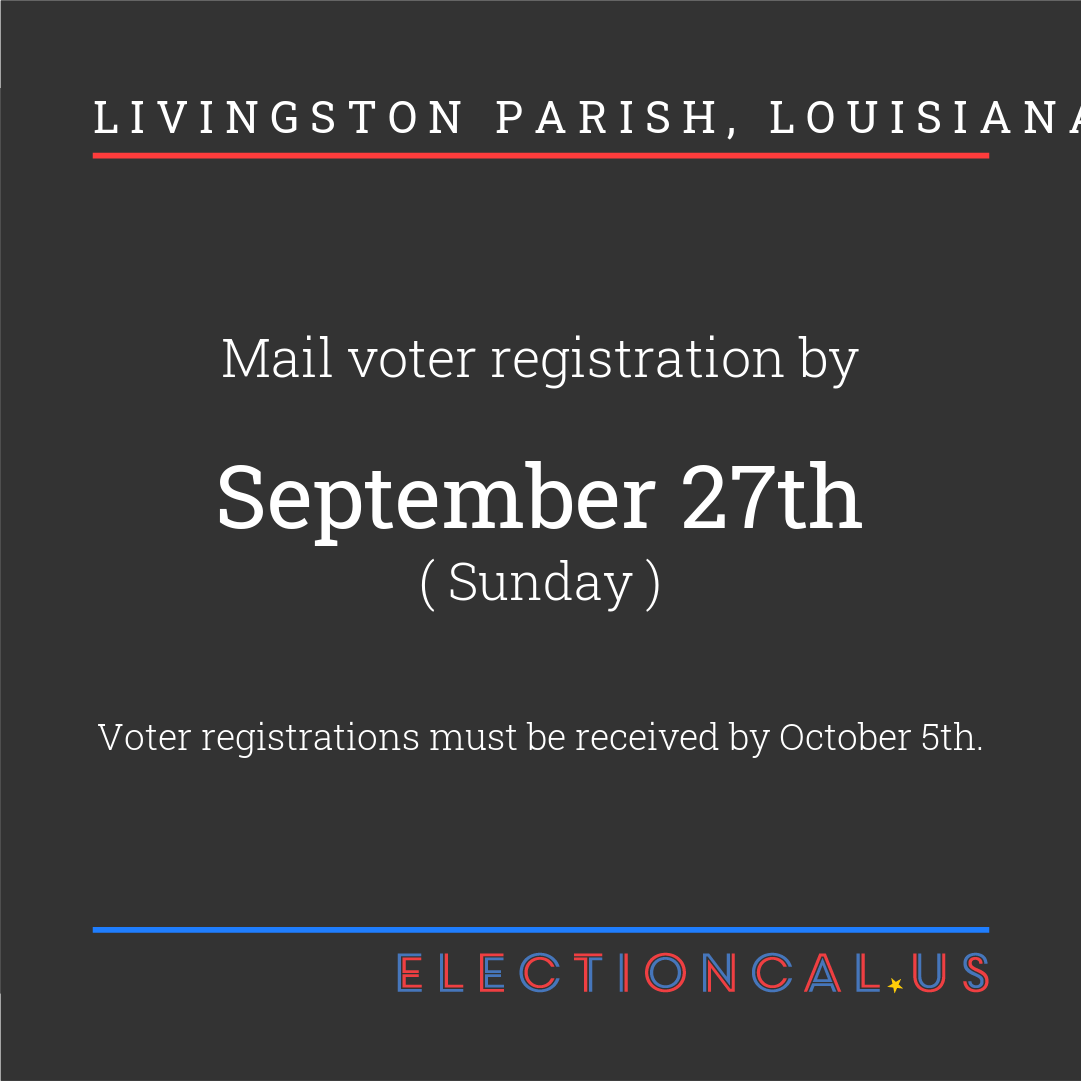 LIVINGSTON PARISH, LOUISIANA
Mail voter registration by
September 27th
( Sunday )
Voter registrations must be received by October 5th.
ELECTIONCAL.US